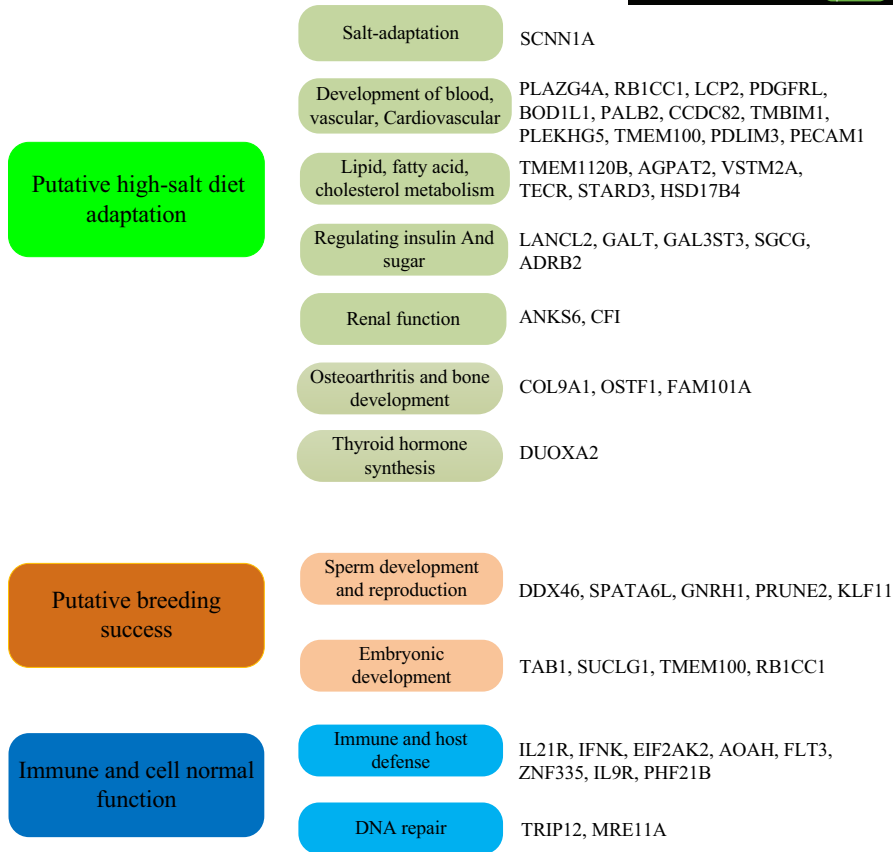 Putative high-salt diet
adaptation
Salt-adaptation
SCNN1A
Development of blood,
vascular, Cardiovascular
PLAZG4A, RB1CC1, LCP2, PDGFRL,
BOD1L1, PALB2, CCDC82, TMBIM1,
PLEKHG5, TMEM100, PDLIM3, PECAM1
Lipid, fatty acid,
cholesterol metabolism
TMEM1120B, AGPAT2, VSTM2A,
TECR, STARD3, HSD17B4
Regulating insulin And
sugar
LANCL2, GALT, GAL3ST3, SGCG,
ADRB2
Renal function
ANKS6, CFI
Osteoarthritis and bone
development
COL9A1, OSTF1, FAM101A
Thyroid hormone
synthesis
DUOXA2
Putative breeding
success
Sperm development
and reproduction
DDX46, SPATA6L, GNRH1, PRUNE2, KLF11
Embryonic
development
TAB1, SUCLG1, TMEM100, RB1CC1
Immune and cell normal
function
Immune and host
defense
IL21R, IFNK, EIF2AK2, AOAH, FLT3,
ZNF335, IL9R, PHF21B
DNA repair
TRIP12, MRE11A